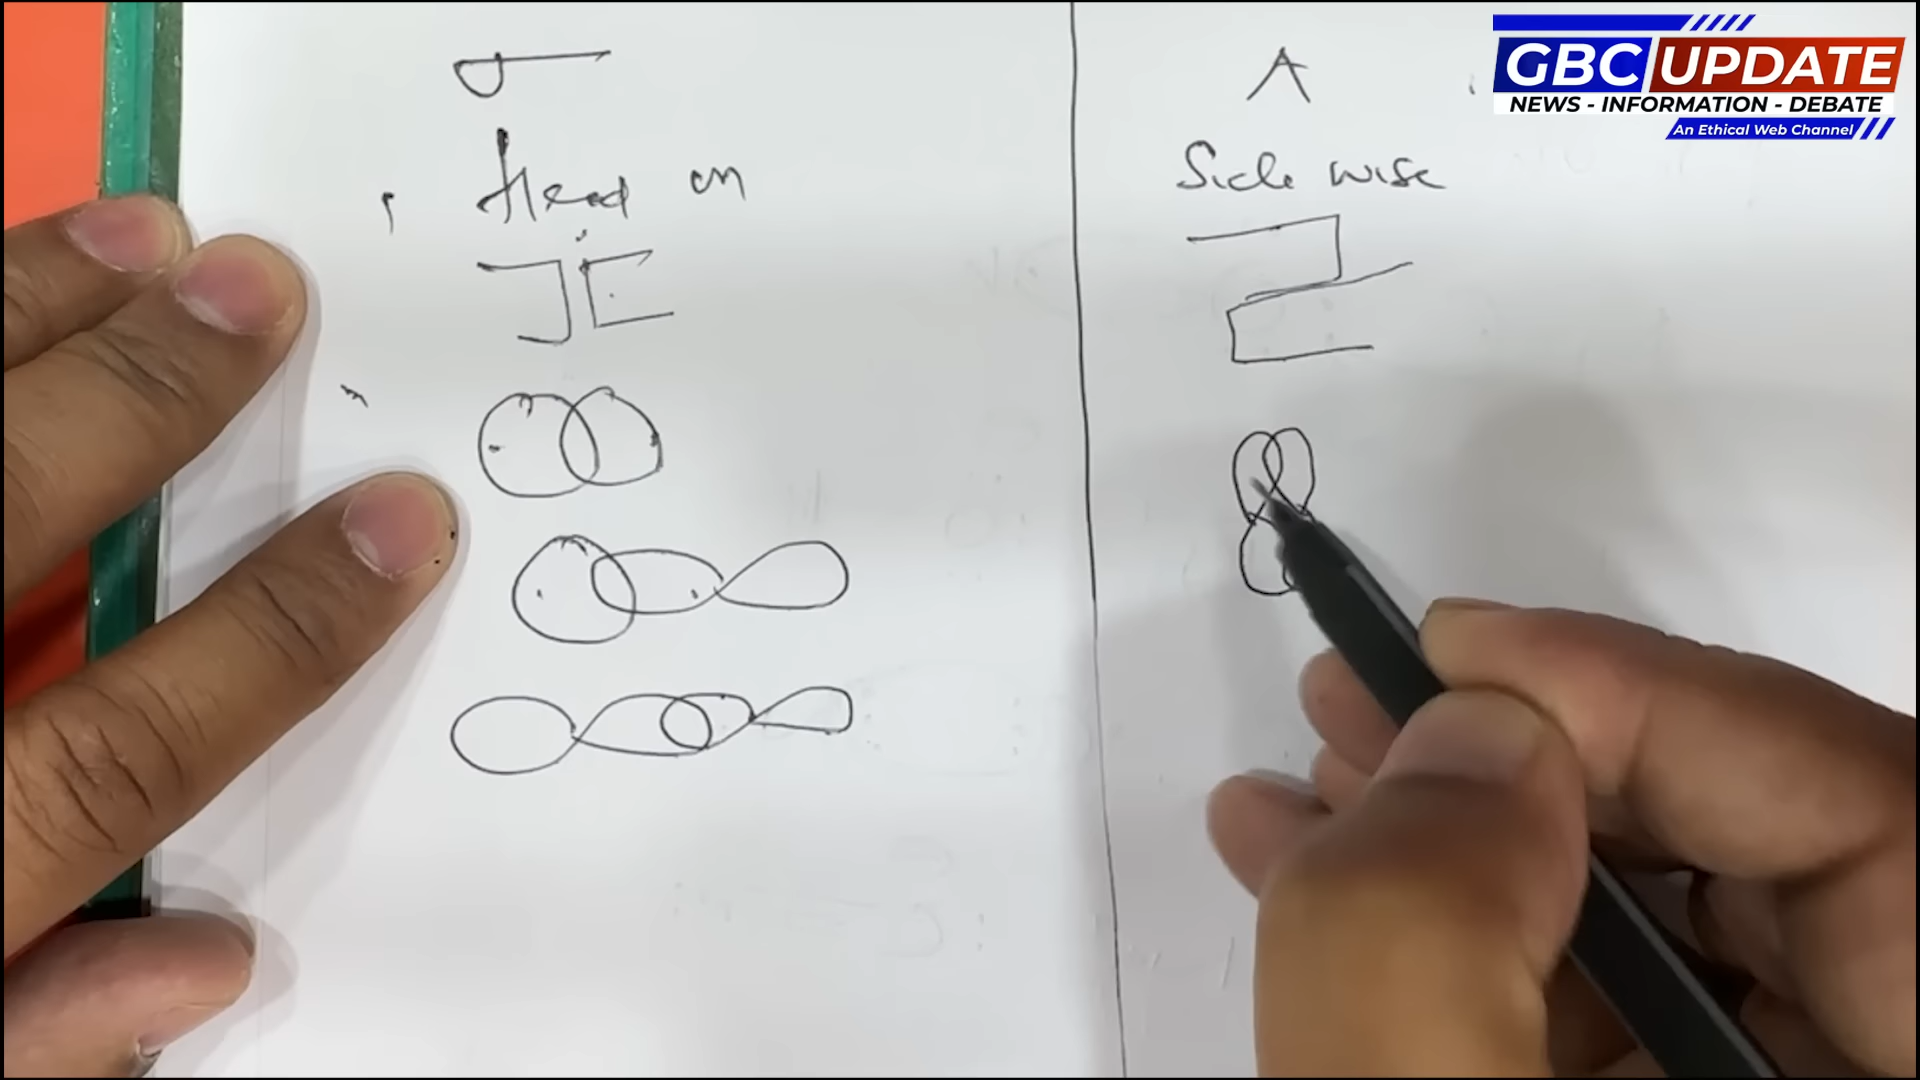 σ
Head on
A
Side wise
GBC UPDATE
NEWS - INFORMATION - DEBATE
An Ethical Web Channel